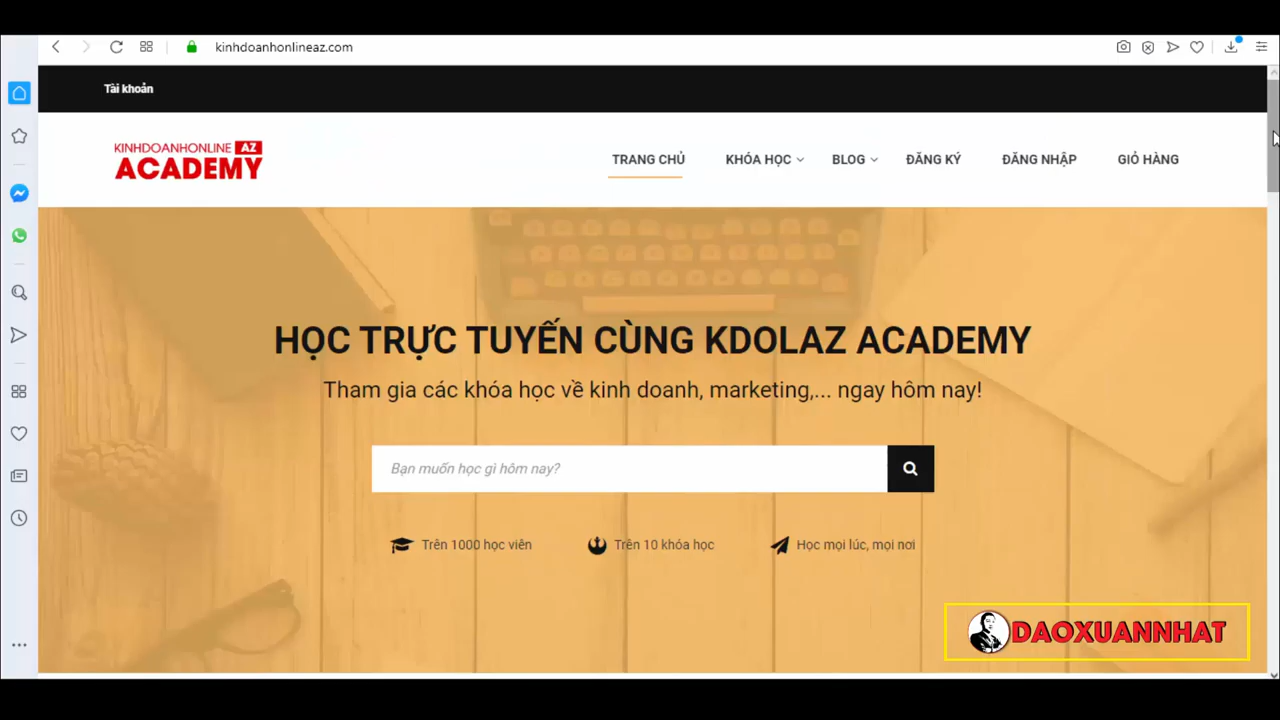 kinhdoanhonlineaz.com
Tài khoản
KINHDOANHONLINE AZ
ACADEMY
TRANG CHỦ KHÓA HỌC BLOG ĐĂNG KÝ ĐĂNG NHẬP GIỎ HÀNG
HỌC TRỰC TUYẾN CÙNG KDOLAZ ACADEMY
Tham gia các khóa học về kinh doanh, marketing,... ngay hôm nay!
Bạn muốn học gì hôm nay?
Trên 1000 học viên Trên 10 khóa học Học mọi lúc, mọi nơi
DAOXUANNHAT